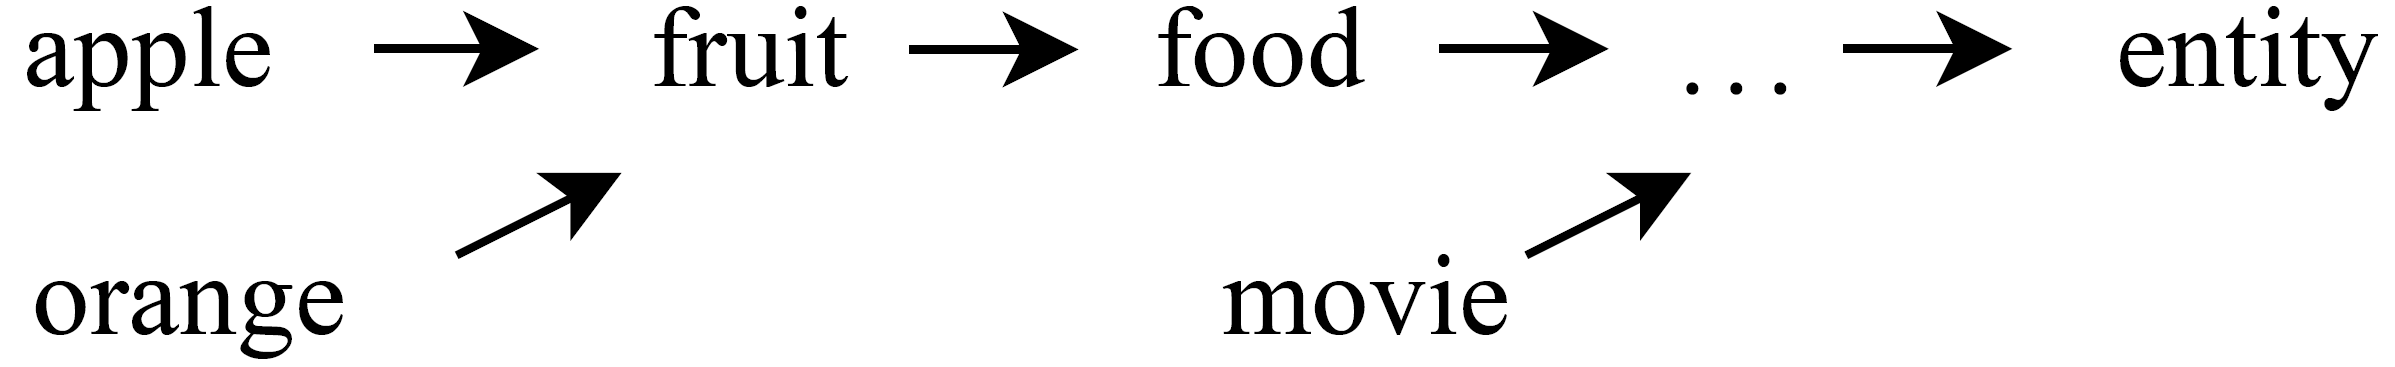 apple → fruit → food → ... → entity
orange movie